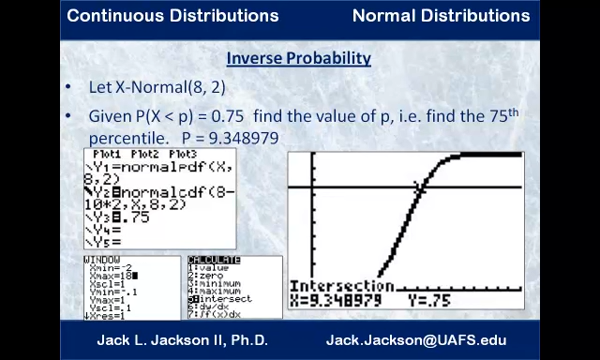 Continuous Distributions Normal Distributions
Inverse Probability
• Let X-Normal(8, 2)
• Given P(X < p) = 0.75 find the value of p, i.e. find the 75th
percentile. P = 9.348979
Plot1 Plot2 Plot3
\Y1=normalpdf(X,
8,2)
\Y2=normalcdf(8-
10*2,X,8,2)
\Y3=.75
\Y4=
\Y5=
WINDOW
Xmin=-2
Xmax=18
Xscl=1
Ymin=-.1
Ymax=1
Yscl=.1
↓Xres=1
CALCULATE
1:value
2:zero
3:minimum
4:maximum
5:intersect
6:dy/dx
7:∫f(x)dx
Intersection
X=9.348979 Y=.75
Jack L. Jackson II, Ph.D. Jack.Jackson@UAFS.edu